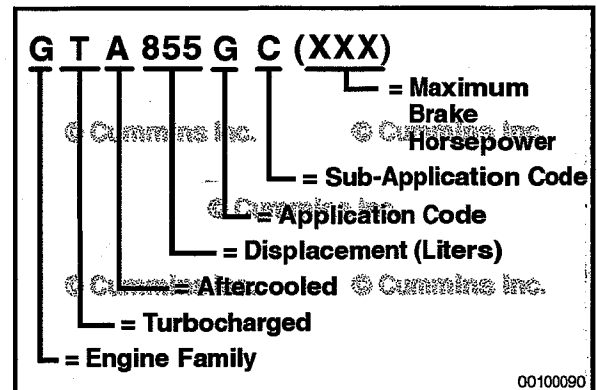 G T A 855 G C (XXX)
= Maximum
Brake
Horsepower
© Cummins Inc. © Cummins Inc.
= Sub-Application Code
© Cummins Inc.
= Application Code
= Displacement (Liters)
© Cummins Inc. © Cummins Inc.
= Aftercooled
= Turbocharged
= Engine Family
00100090